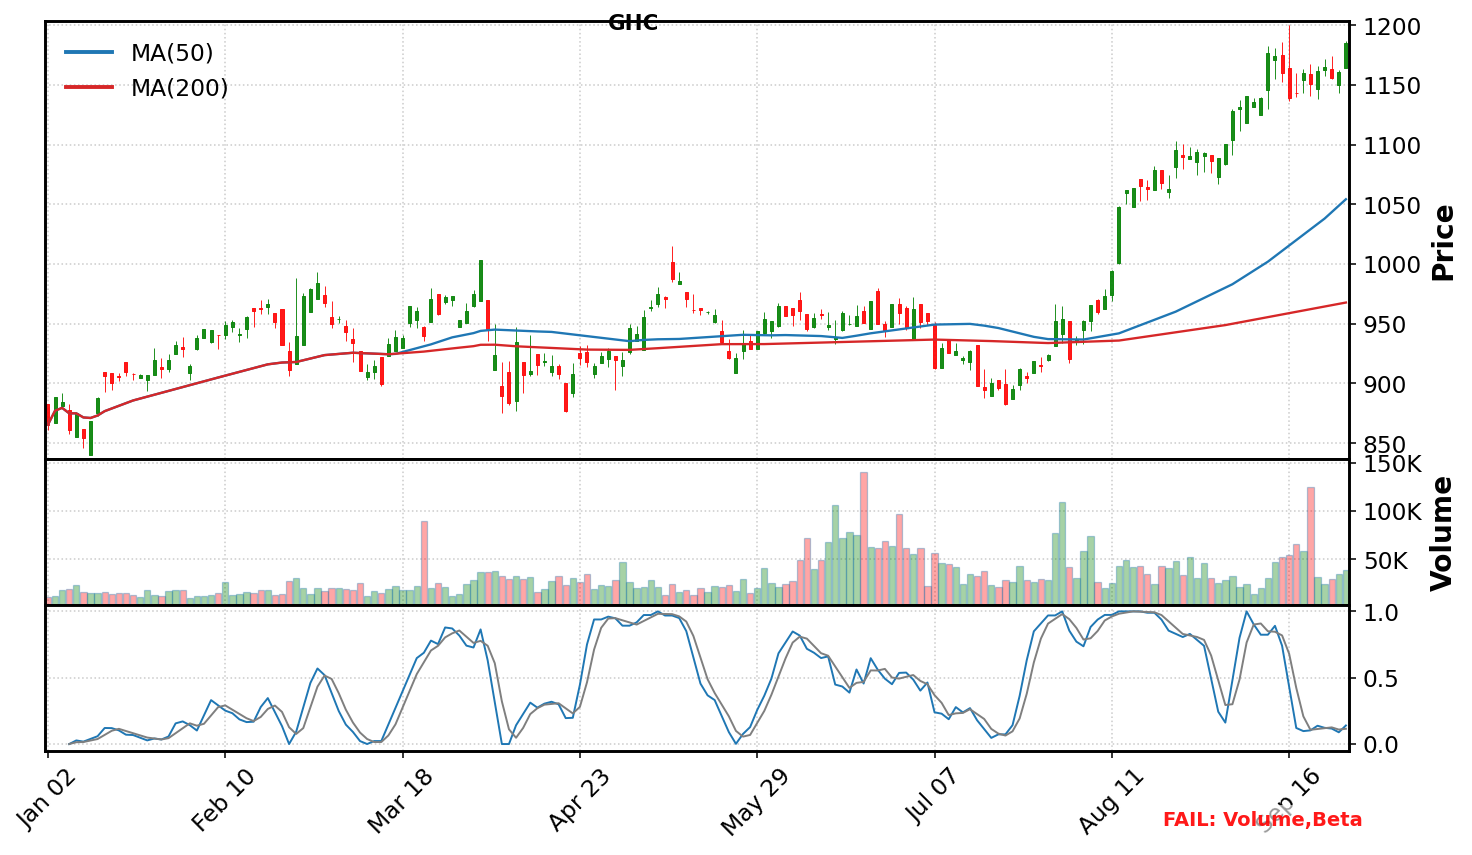 GHC
MA(50)
MA(200)
1200
1150
1100
1050
1000
950
900
850
Price
150K
100K
50K
Volume
1.0
0.5
0.0
Jan 02
Feb 10
Mar 18
Apr 23
May 29
Jul 07
Aug 11
Sep 16
FAIL: Volume,Beta